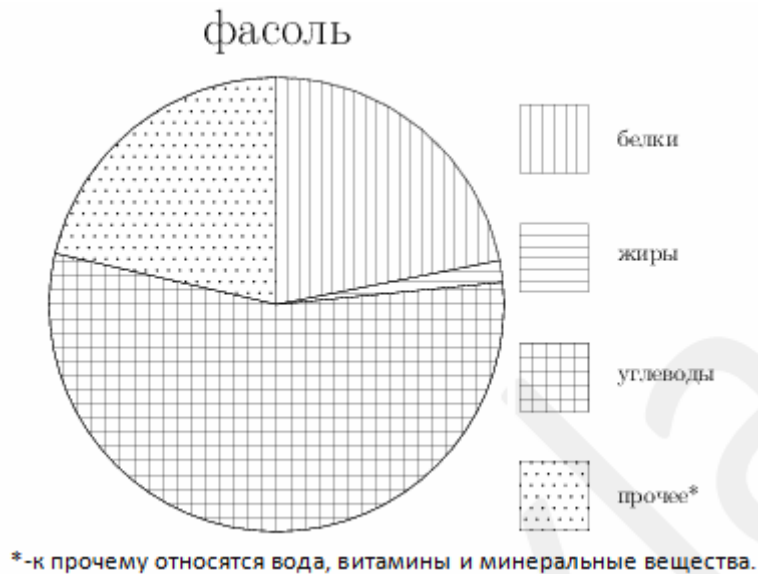 фасоль
белки
жиры
углеводы
прочее*
*-к прочему относятся вода, витамины и минеральные вещества.